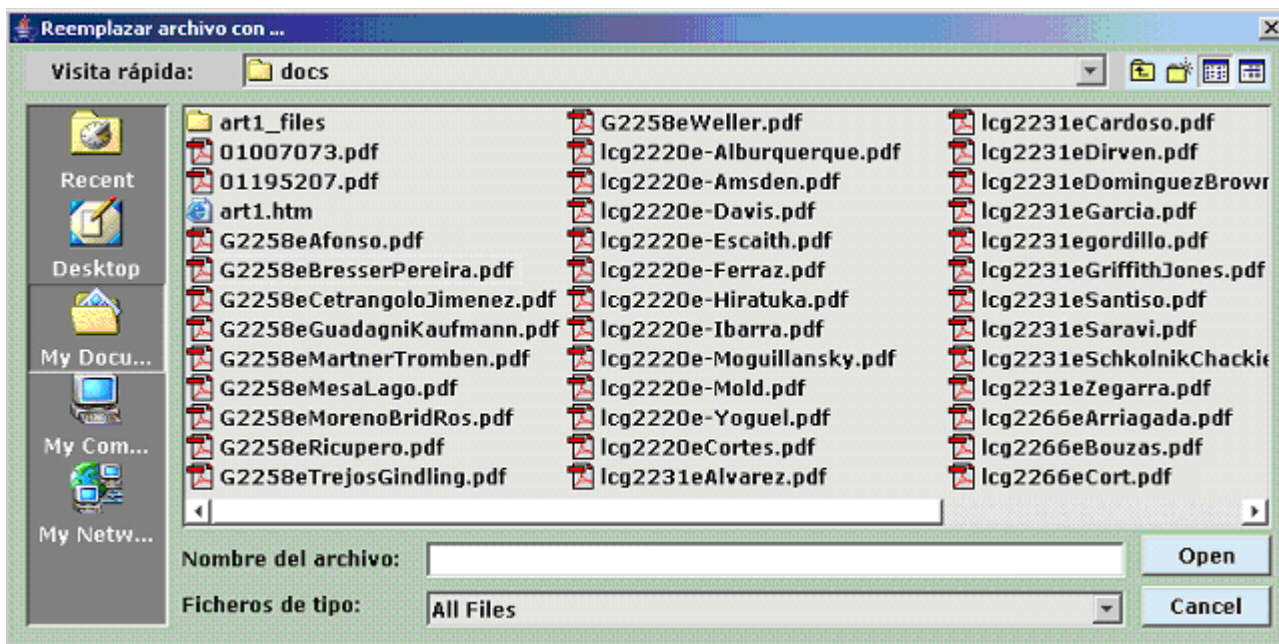 Reemplazar archivo con ...
Visita rápida:
docs
Recent
Desktop
My Docu...
My Com...
My Netw...
art1_files
01007073.pdf
01195207.pdf
art1.htm
G2258eAfonso.pdf
G2258eBresserPereira.pdf
G2258eCetrangoloJimenez.pdf
G2258eGuadagniKaufmann.pdf
G2258eMartnerTromben.pdf
G2258eMesaLago.pdf
G2258eMorenoBridRos.pdf
G2258eRicupero.pdf
G2258eTrejosGindling.pdf
G2258eWeller.pdf
lcg2220e-Alburquerque.pdf
lcg2220e-Amsden.pdf
lcg2220e-Davis.pdf
lcg2220e-Escaith.pdf
lcg2220e-Ferraz.pdf
lcg2220e-Hiratuka.pdf
lcg2220e-Ibarra.pdf
lcg2220e-Moguillansky.pdf
lcg2220e-Mold.pdf
lcg2220e-Yoguel.pdf
lcg2220eCortes.pdf
lcg2231eAlvarez.pdf
lcg2231eCardoso.pdf
lcg2231eDirven.pdf
lcg2231eDominguezBrown
lcg2231eGarcia.pdf
lcg2231egordillo.pdf
lcg2231eGriffithJones.pdf
lcg2231eSantiso.pdf
lcg2231eSaravi.pdf
lcg2231eSchkolnikChackie
lcg2231eZegarra.pdf
lcg2266eArriagada.pdf
lcg2266eBouzas.pdf
lcg2266eCort.pdf
Nombre del archivo:
Open
Ficheros de tipo:
All Files
Cancel